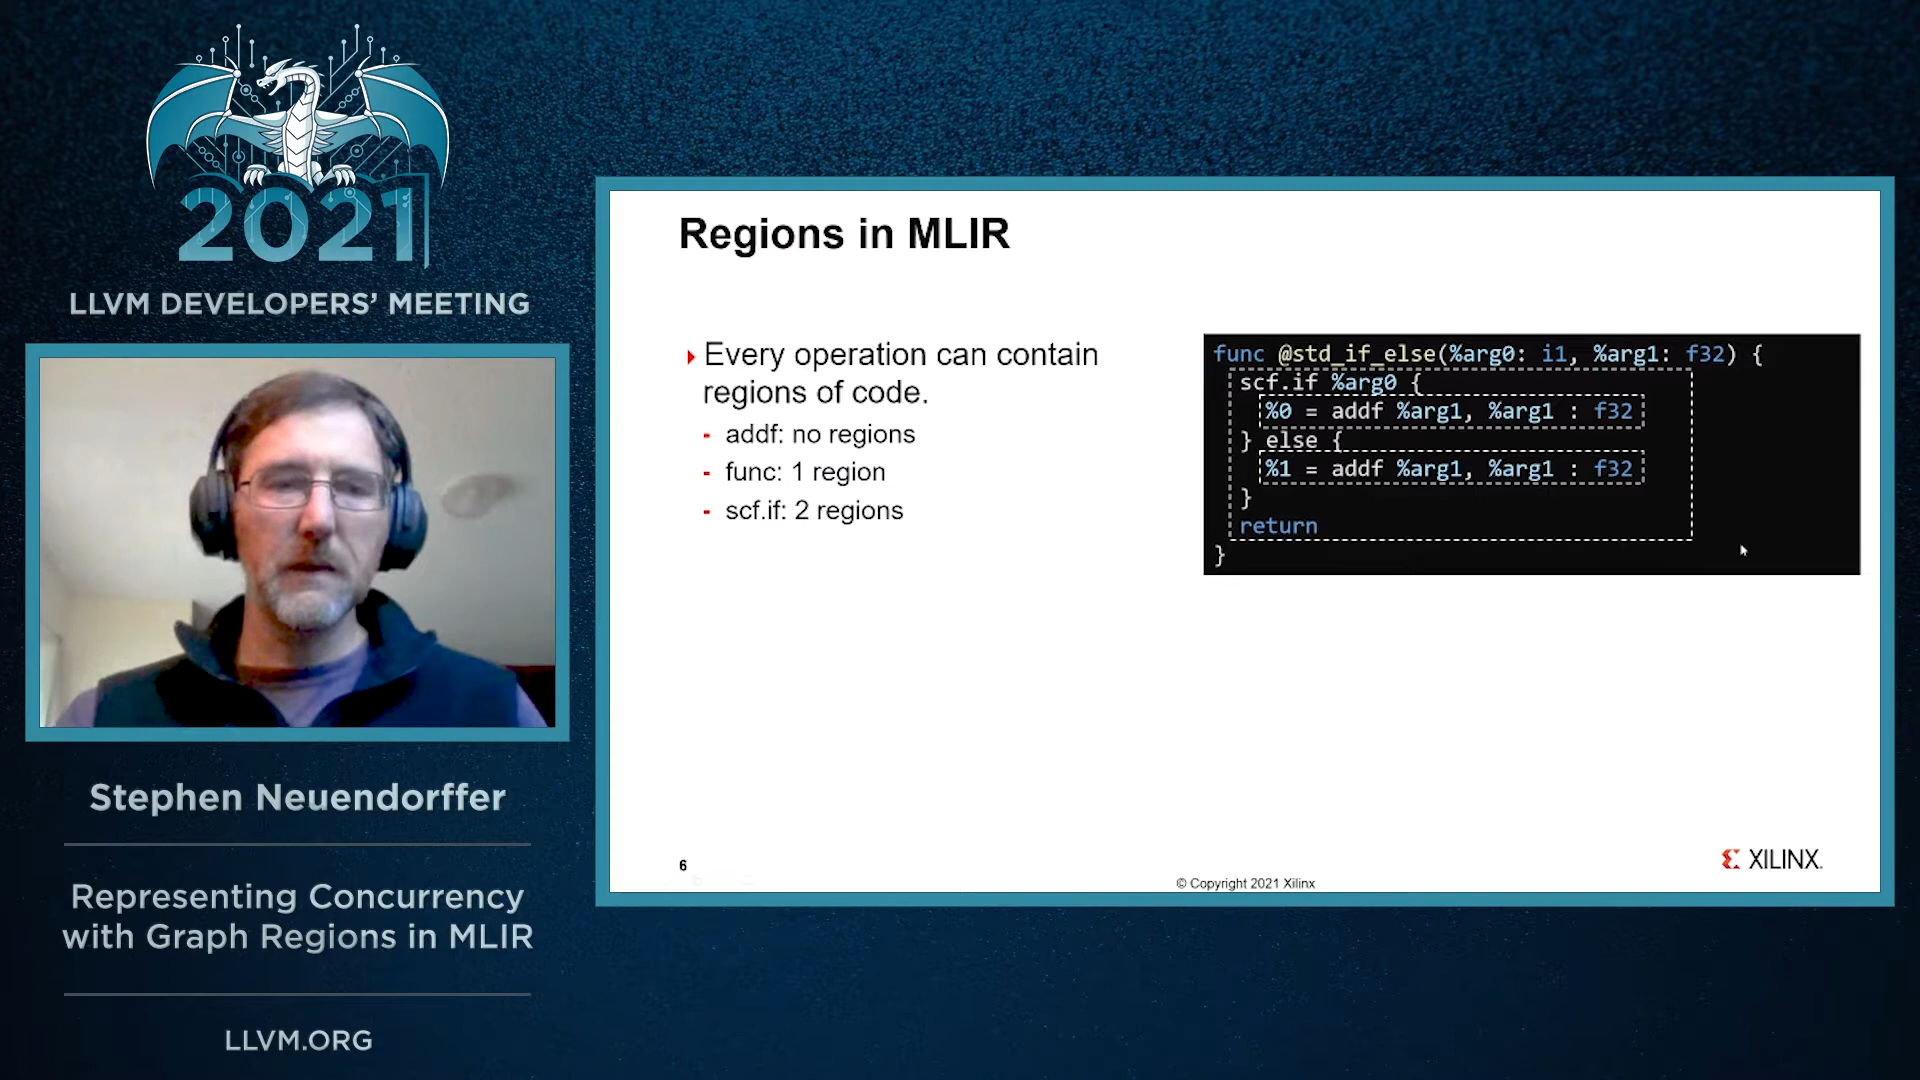 2021
LLVM DEVELOPERS' MEETING
Stephen Neuendorffer
Representing Concurrency
with Graph Regions in MLIR
LLVM.ORG
Regions in MLIR
Every operation can contain
regions of code.
- addf: no regions
- func: 1 region
- scf.if: 2 regions
func @std_if_else(%arg0: i1, %arg1: f32) {
scf.if %arg0 {
%0 = addf %arg1, %arg1 : f32
} else {
%1 = addf %arg1, %arg1 : f32
}
return
}
6
© Copyright 2021 Xilinx
XILINX.